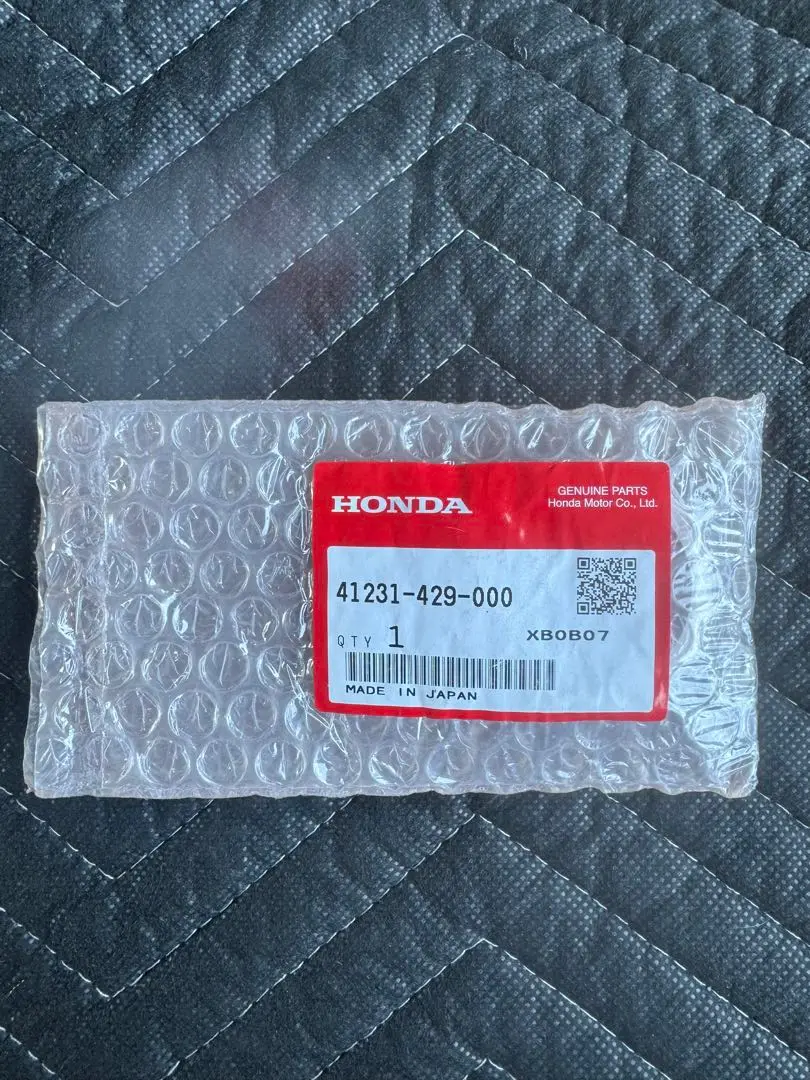 HONDA
GENUINE PARTS
Honda Motor Co., Ltd.
41231-429-000
QTY 1
XB0B07
MADE IN JAPAN